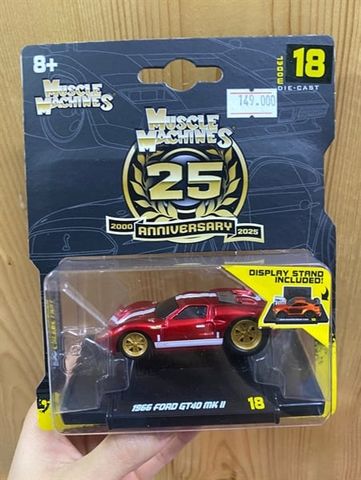 8+
MUSCLE
MACHINES
MODEL
18
DIE-CAST
149.000
MUSCLE
MACHINES
25
2000 ANNIVERSARY 2025
DISPLAY STAND
INCLUDED!
1966 FORD GT40 MK II
18